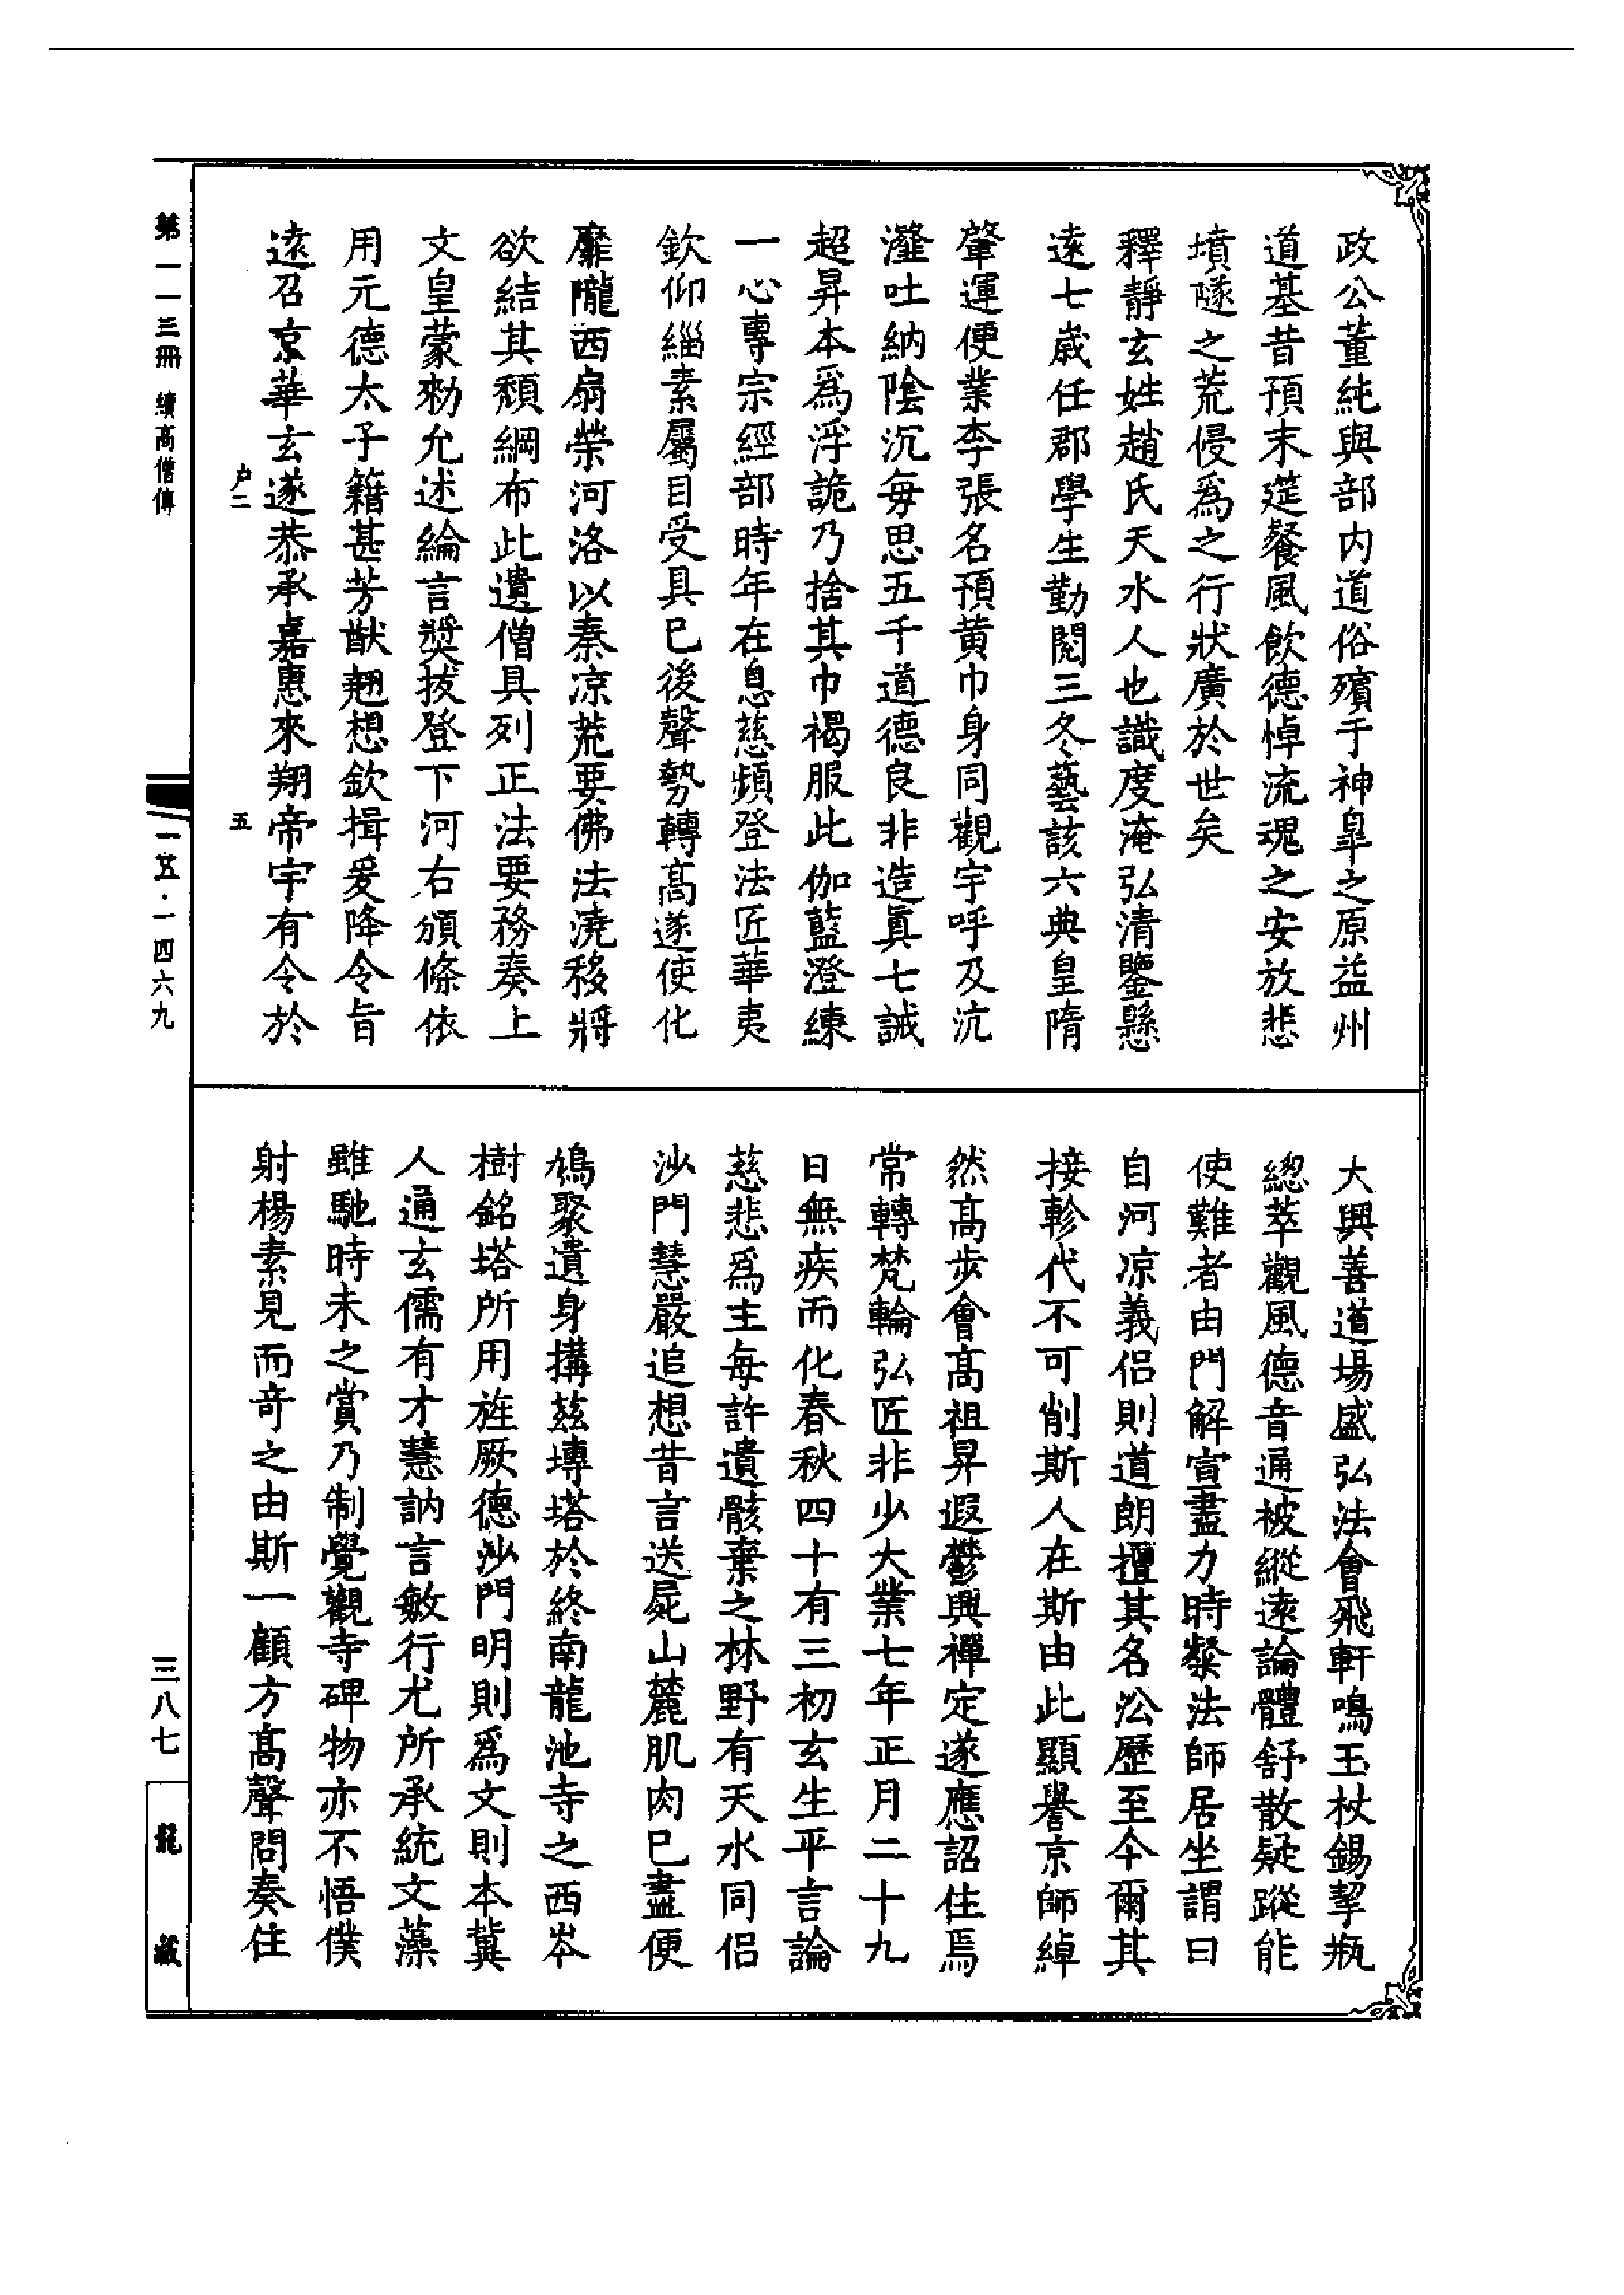 政公董純與部内道俗殯于神臯之原益州
道基昔預末筵餐風飲德悼流魂之安放悲
墳隧之荒侵爲之行狀廣於世矣
釋靜玄姓趙氏天水人也識度淹弘清鑒懸
遠七歲任郡學生勤閱三冬藝該六典皇隋
肇運便業李張名預黄巾身同觀宇呼及沆
瀣吐納陰沉每思五千道德良非造真七誠
超昇本爲浮詭乃捨其巾褐服此伽藍澄練
一心專宗經部時年在息慈頻登法匠華夷
欽仰緇素屬目受具已後聲勢轉高遂使化
靡隴西扇榮河洛以秦凉荒要佛法澆移將
欲結其頽綱布此遺僧具列正法要務奏上
文皇蒙勑允述綸言奬拔登下河右頒條依
用元德太子籍甚芳猷翹想欽揖爰降令旨
遠召京華玄遂恭承嘉惠來翔帝宇有令於
大興善道場盛弘法會飛軒鳴玉杖錫挈瓶
總萃觀風德音通被縱遠論體舒散疑蹤能
使難者由門解宣盡力時粲法師居坐謂曰
自河凉義侶則道朗擅其名㳂歷至今爾其
接軫代不可削斯人在斯由此顯譽京師綽
然高步會高祖昇遐鬱興禪定遂應詔住焉
常轉梵輪弘匠非少大業七年正月二十九
日無疾而化春秋四十有三初玄生平言論
慈悲爲主每許遺骸棄之林野有天水同侶
沙門慧嚴追想昔言送屍山麓肌肉已盡便
鳩聚遺身搆茲塼塔於終南龍池寺之西岑
樹銘塔所用旌厥德沙門明則爲文則本冀
人通玄儒有才慧訥言敏行尤所承統文藻
雖馳時未之賞乃制覺觀寺碑物亦不悟僕
射楊素見而竒之由斯一顧方高聲問奏住
第一一三冊　續高僧傳
户二
五
一五五·一四六九
三八七
龍藏